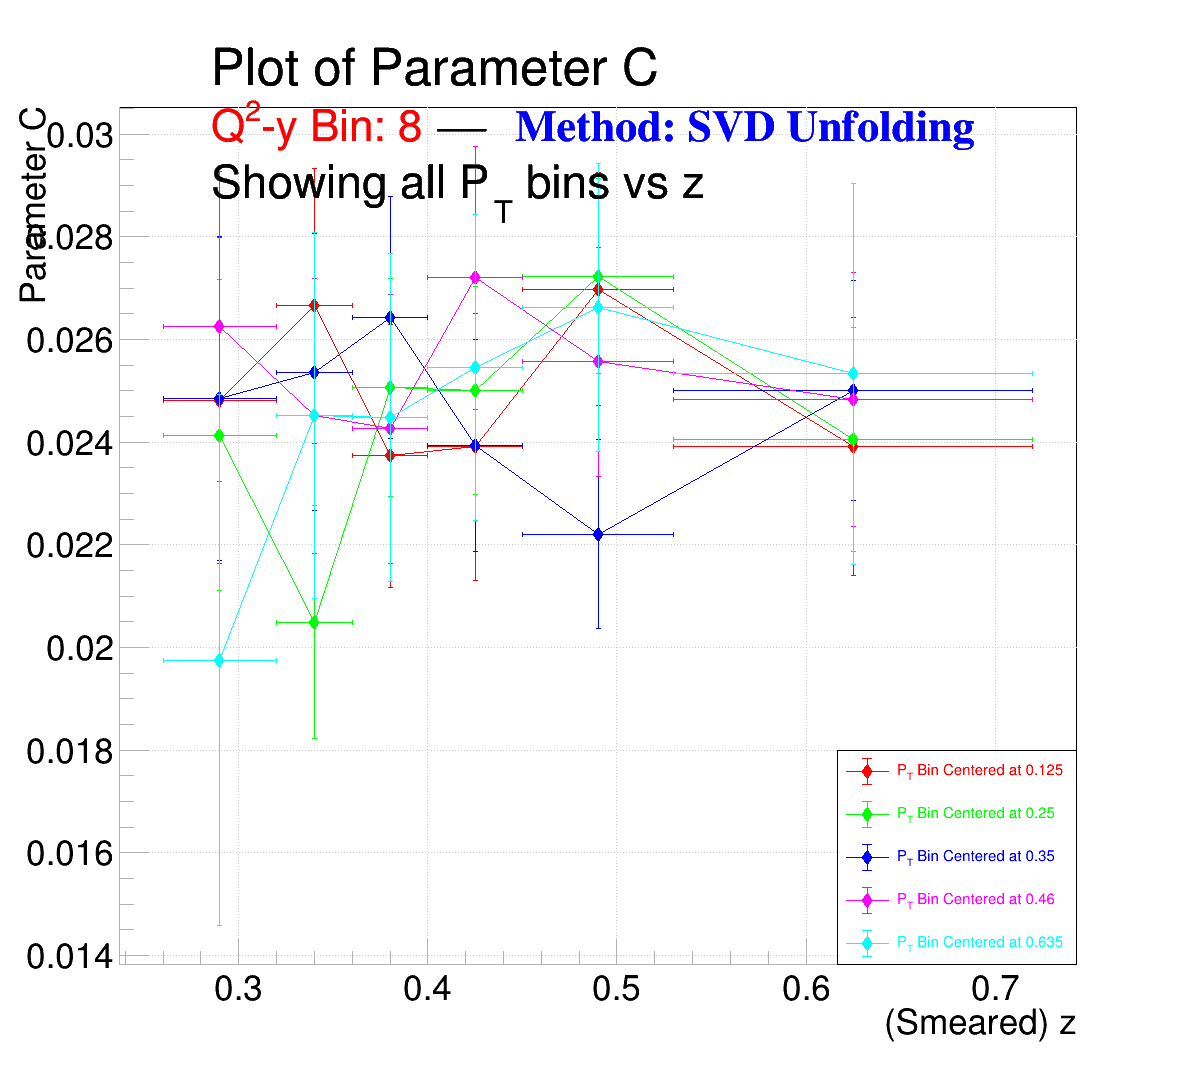 Plot of Parameter C
Q²-y Bin: 8 — Method: SVD Unfolding
Showing all P_T bins vs z
Parameter C
0.03
0.028
0.026
0.024
0.022
0.02
0.018
0.016
0.014
P_T Bin Centered at 0.125
P_T Bin Centered at 0.25
P_T Bin Centered at 0.35
P_T Bin Centered at 0.46
P_T Bin Centered at 0.635
0.3 0.4 0.5 0.6 0.7
(Smeared) z